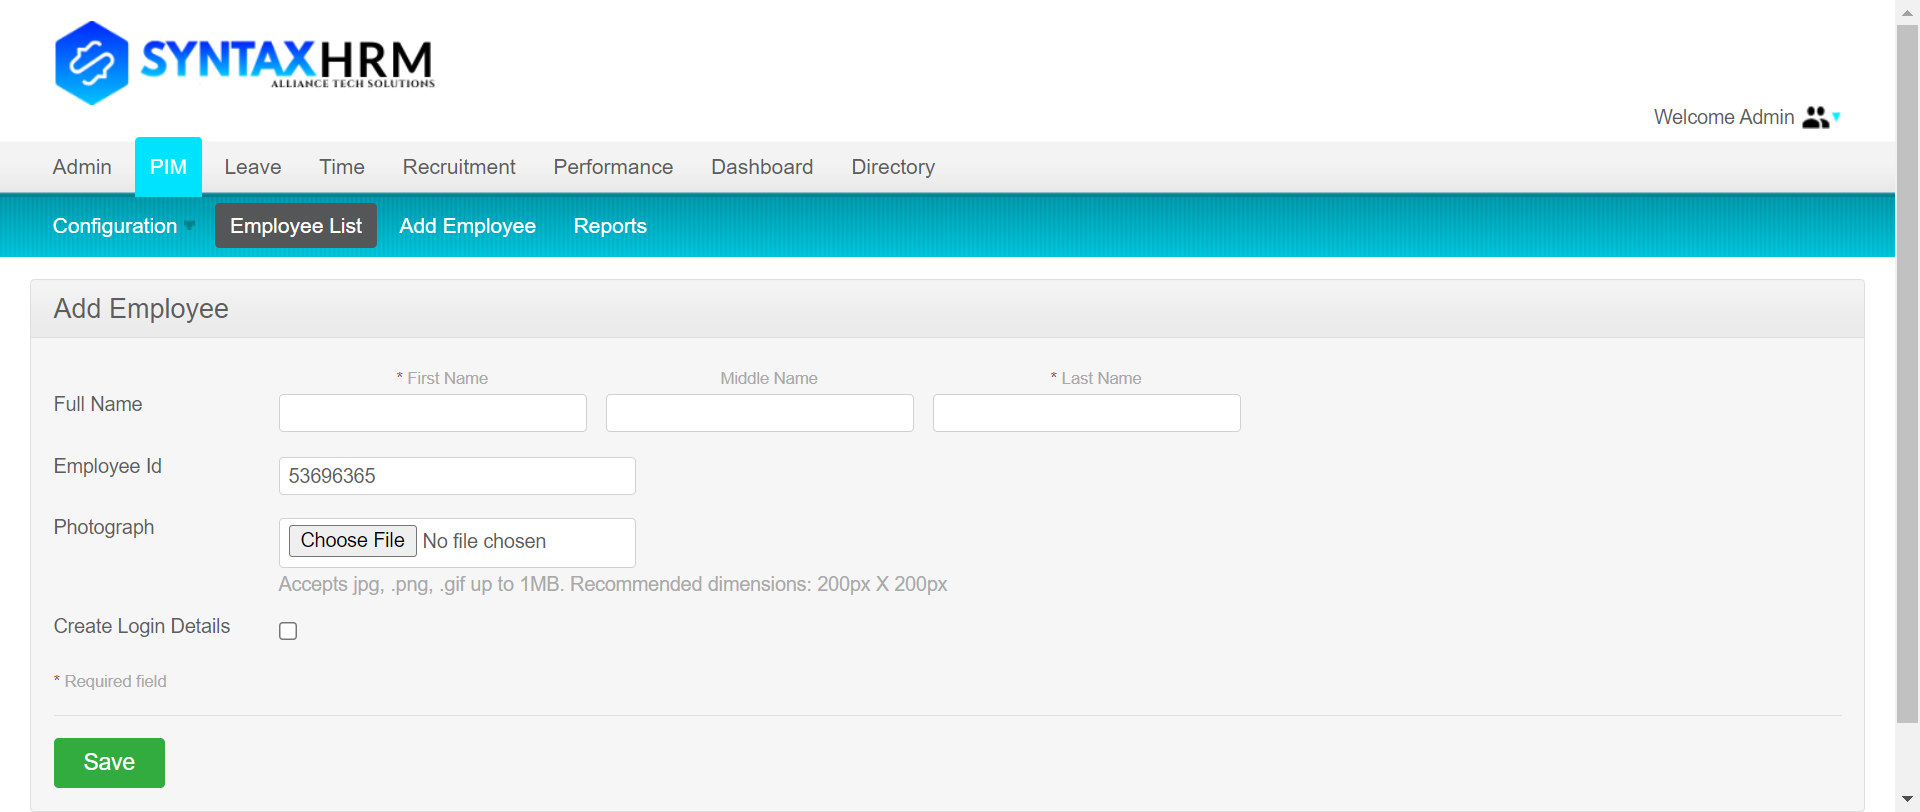 SYNTAXHRM
ALLIANCE TECH SOLUTIONS
Welcome Admin
Admin PIM Leave Time Recruitment Performance Dashboard Directory
Configuration Employee List Add Employee Reports
Add Employee
* First Name Middle Name * Last Name
Full Name
Employee Id 53696365
Photograph Choose File No file chosen
Accepts jpg, .png, .gif up to 1MB. Recommended dimensions: 200px X 200px
Create Login Details
* Required field
Save